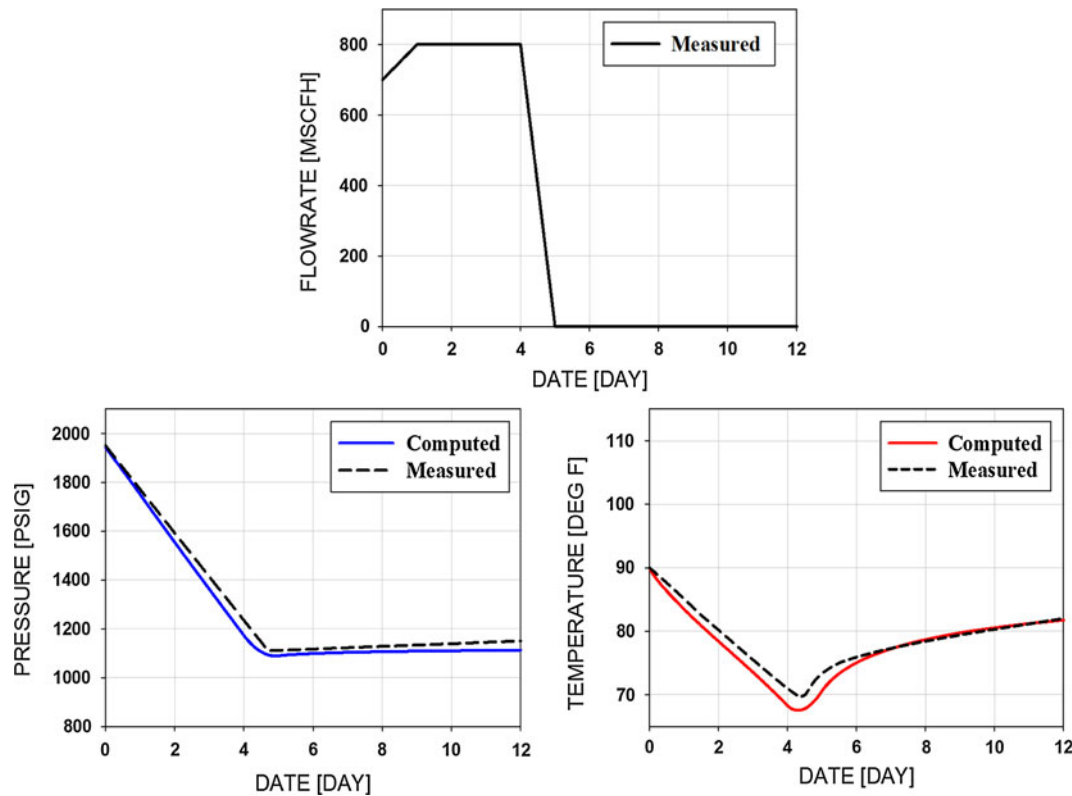 FLOWRATE [MSCFH]
800
600
400
200
0
Measured
0 2 4 6 8 10 12
DATE [DAY]
PRESSURE [PSIG]
2000
1800
1600
1400
1200
1000
800
Computed
Measured
0 2 4 6 8 10 12
DATE [DAY]
TEMPERATURE [DEG F]
110
100
90
80
70
Computed
Measured
0 2 4 6 8 10 12
DATE [DAY]